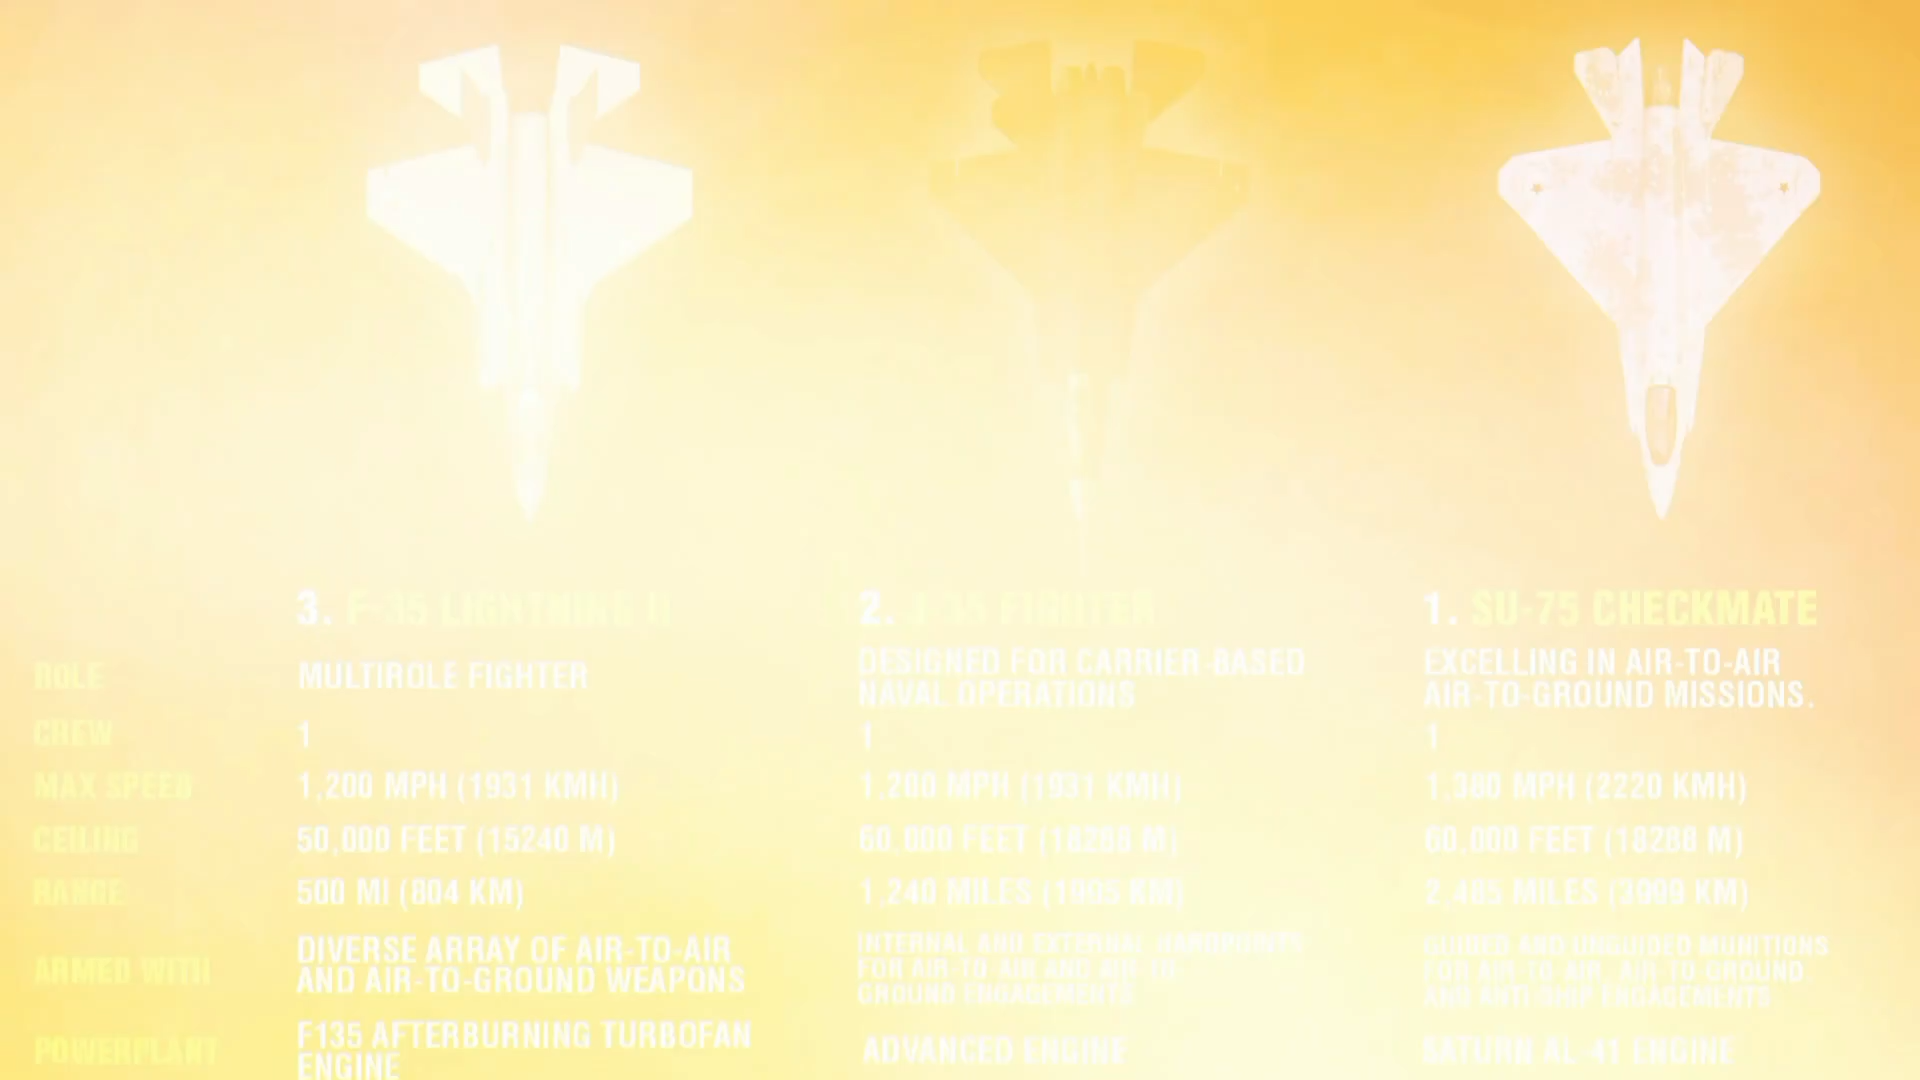 3. F-35 LIGHTNING II
2. J-35 FIGHTER
1. SU-75 CHECKMATE
ROLE
MULTIROLE FIGHTER
DESIGNED FOR CARRIER-BASED
NAVAL OPERATIONS
EXCELLING IN AIR-TO-AIR
AIR-TO-GROUND MISSIONS.
CREW
1
1
1
MAX SPEED
1,200 MPH (1931 KMH)
1,200 MPH (1931 KMH)
1,380 MPH (2220 KMH)
CEILING
50,000 FEET (15240 M)
60,000 FEET (18288 M)
60,000 FEET (18288 M)
RANGE
500 MI (804 KM)
1,240 MILES (1995 KM)
2,485 MILES (3999 KM)
ARMED WITH
DIVERSE ARRAY OF AIR-TO-AIR
AND AIR-TO-GROUND WEAPONS
INTERNAL AND EXTERNAL HARDPOINTS
FOR AIR-TO-AIR AND AIR-TO-
GROUND ENGAGEMENTS
GUIDED AND UNGUIDED MUNITIONS
FOR AIR-TO-AIR, AIR-TO-GROUND
AND ANTI-SHIP ENGAGEMENTS
POWERPLANT
F135 AFTERBURNING TURBOFAN
ENGINE
ADVANCED ENGINE
SATURN AL-41 ENGINE